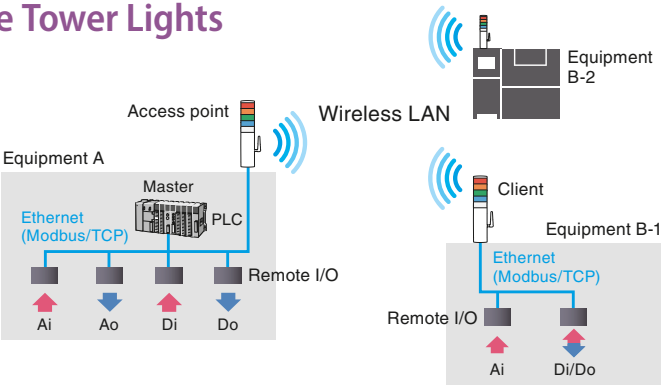 e Tower Lights
Equipment
B-2
Access point
Wireless LAN
Equipment A
Master
PLC
Ethernet
(Modbus/TCP)
Remote I/O
Ai
Ao
Di
Do
Client
Equipment B-1
Ethernet
(Modbus/TCP)
Remote I/O
Ai
Di/Do